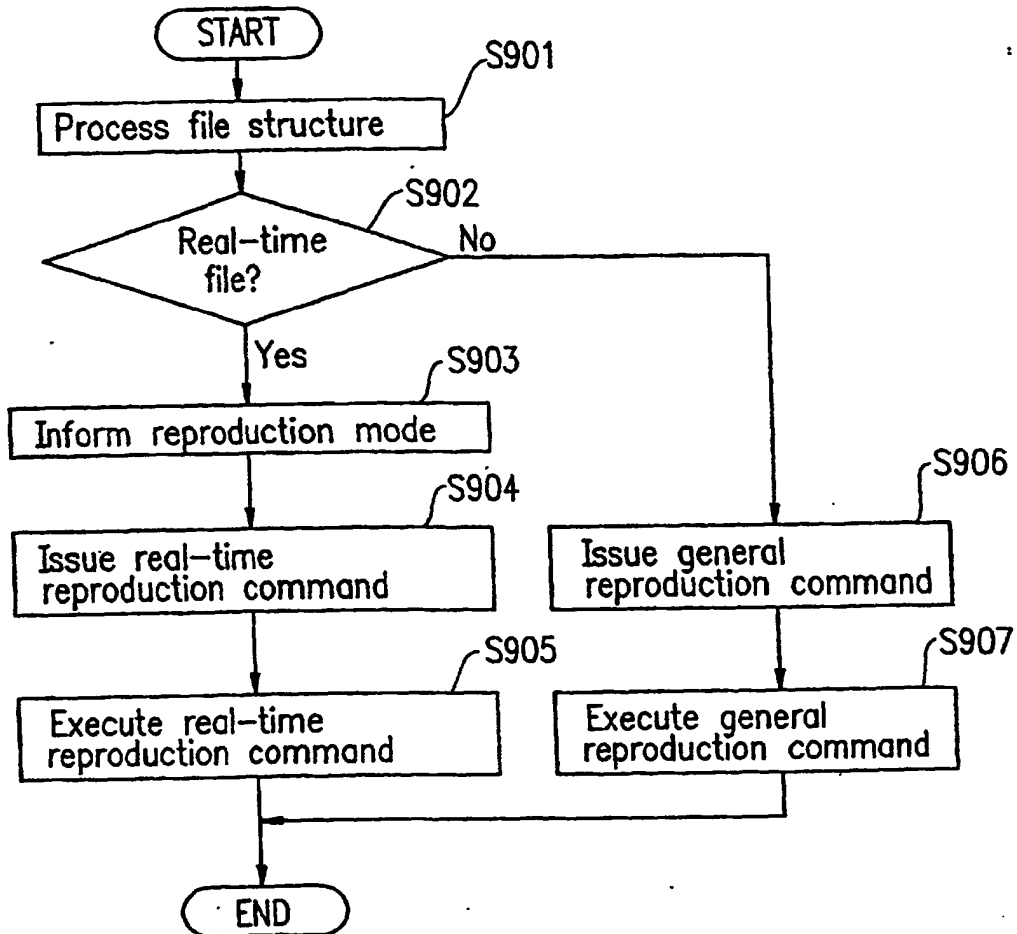 START
S901
Process file structure
S902
Real-time
file?
No
Yes
S903
Inform reproduction mode
S904
Issue real-time
reproduction command
S905
Execute real-time
reproduction command
S906
Issue general
reproduction command
S907
Execute general
reproduction command
END